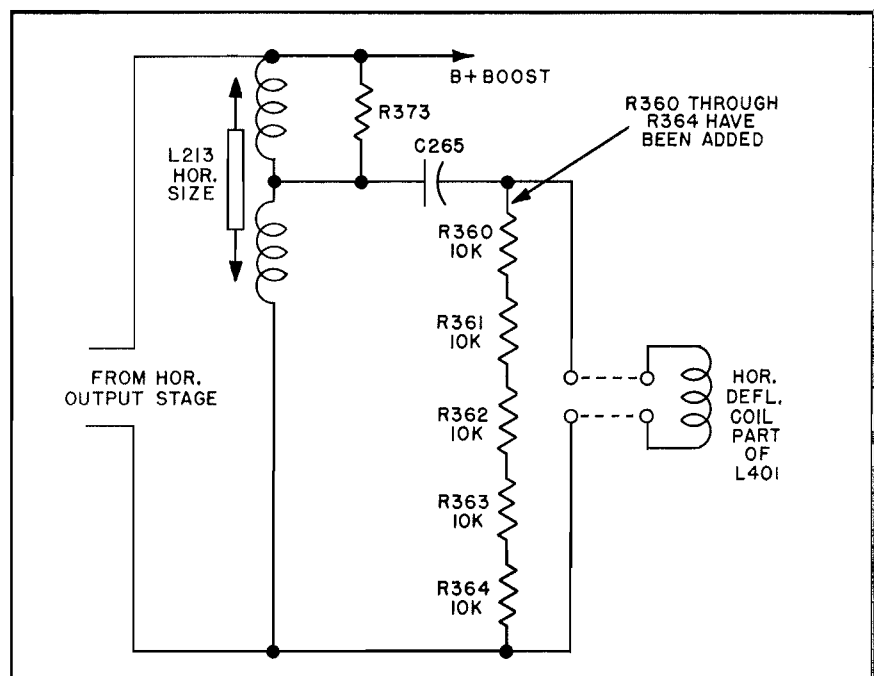 B+BOOST
R373
R360 THROUGH
R364 HAVE
BEEN ADDED
L213
HOR.
SIZE
C265
R360
10K
R361
10K
FROM HOR.
OUTPUT STAGE
R362
10K
HOR.
DEFL.
COIL
PART
OF
L401
R363
10K
R364
10K